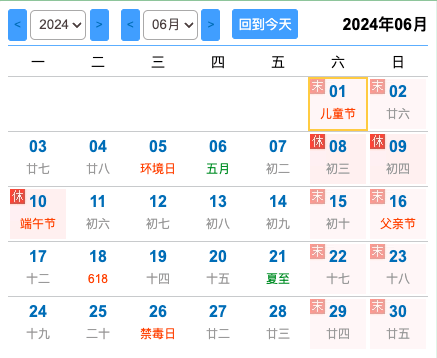 < 2024 > < 06月 > 回到今天 2024年06月
一 二 三 四 五 六 日
末 01 末 02
儿童节 廿六
03 04 05 06 07 休 08 休 09
廿七 廿八 环境日 五月 初二 初三 初四
休 10 11 12 13 14 末 15 末 16
端午节 初六 初七 初八 初九 初十 父亲节
17 18 19 20 21 末 22 末 23
十二 618 十四 十五 夏至 十七 十八
24 25 26 27 28 末 29 末 30
十九 二十 禁毒日 廿二 廿三 廿四 廿五